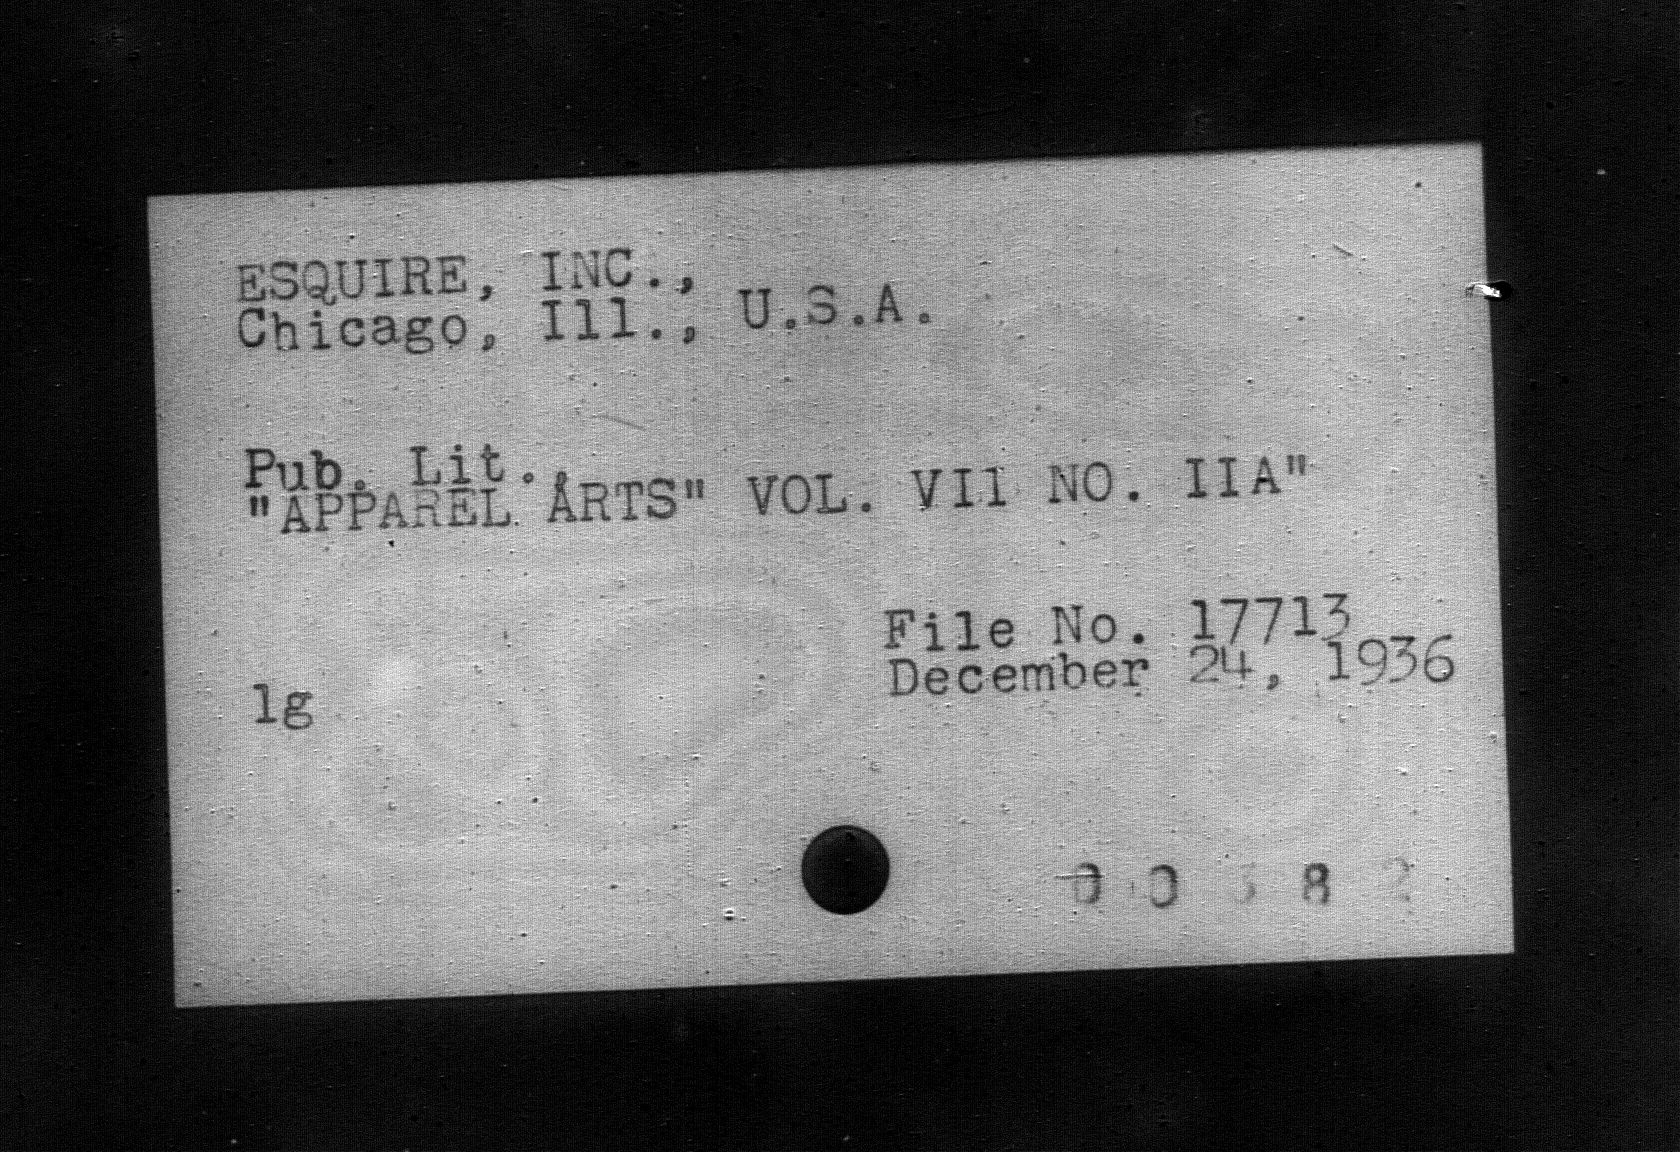 ESQUIRE, INC.,
Chicago, Ill., U.S.A.
Pub. Lit.
"APPAREL ARTS" VOL. VII NO. IIA"
File No. 17713
December 24, 1936
lg